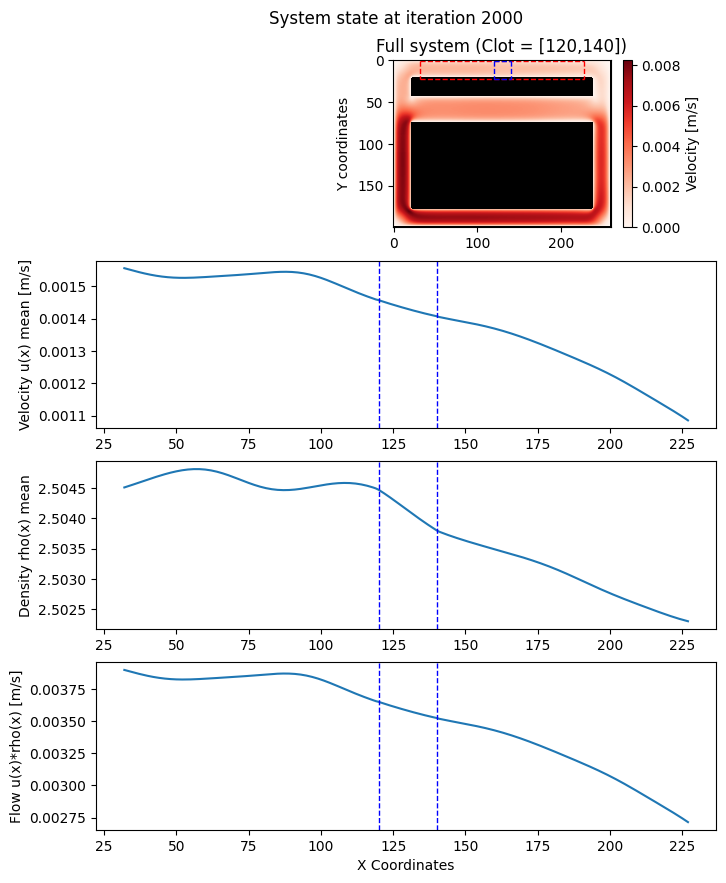 System state at iteration 2000
Full system (Clot = [120,140])
0
50
100
150
Y coordinates
0 100 200
0.008
0.006
0.004
0.002
0.000
Velocity [m/s]
Velocity u(x) mean [m/s]
0.0015
0.0014
0.0013
0.0012
0.0011
25 50 75 100 125 150 175 200 225
Density rho(x) mean
2.5045
2.5040
2.5035
2.5030
2.5025
25 50 75 100 125 150 175 200 225
Flow u(x)*rho(x) [m/s]
0.00375
0.00350
0.00325
0.00300
0.00275
25 50 75 100 125 150 175 200 225
X Coordinates